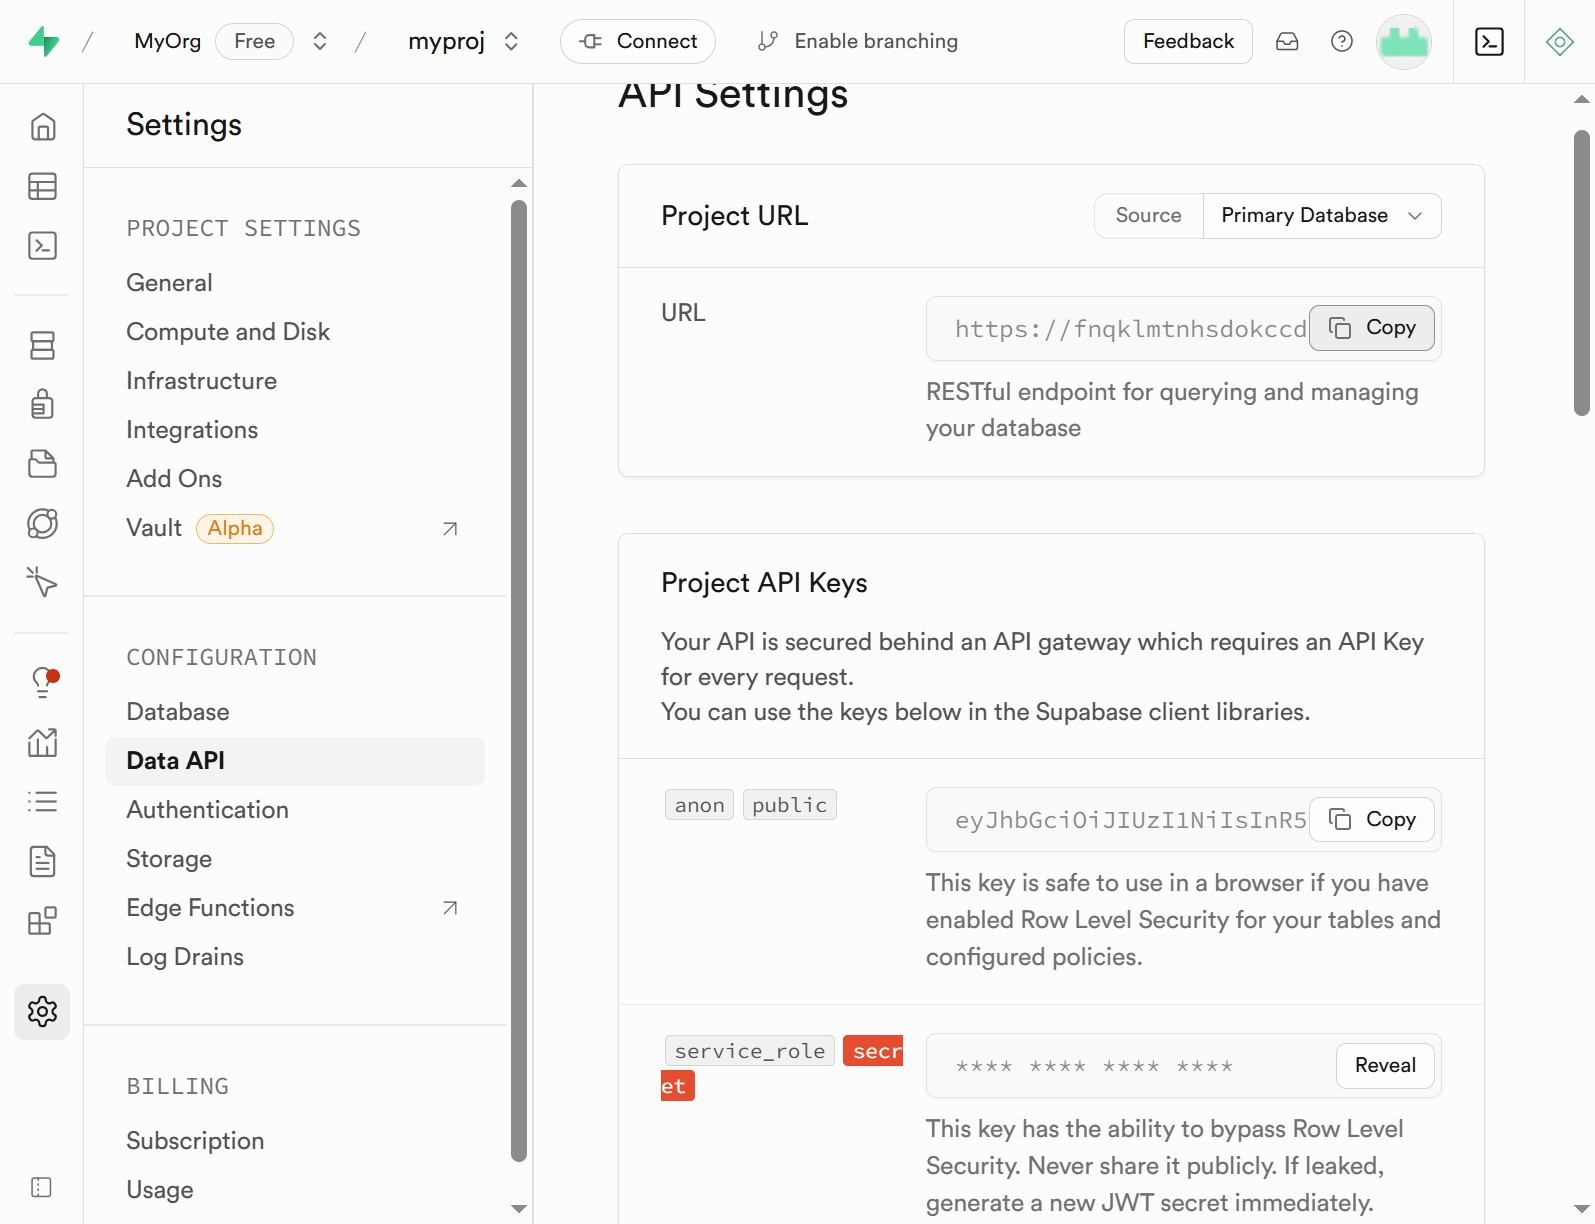 / MyOrg Free / myproj Connect Enable branching Feedback
Settings
PROJECT SETTINGS
General
Compute and Disk
Infrastructure
Integrations
Add Ons
Vault Alpha
CONFIGURATION
Database
Data API
Authentication
Storage
Edge Functions
Log Drains
BILLING
Subscription
Usage
API Settings
Project URL
Source Primary Database
URL
https://fnqklmtnhsdokccd Copy
RESTful endpoint for querying and managing
your database
Project API Keys
Your API is secured behind an API gateway which requires an API Key
for every request.
You can use the keys below in the Supabase client libraries.
anon public
eyJhbGciOiJIUzI1NiIsInR5 Copy
This key is safe to use in a browser if you have
enabled Row Level Security for your tables and
configured policies.
service_role secr
et
**** **** **** **** Reveal
This key has the ability to bypass Row Level
Security. Never share it publicly. If leaked,
generate a new JWT secret immediately.